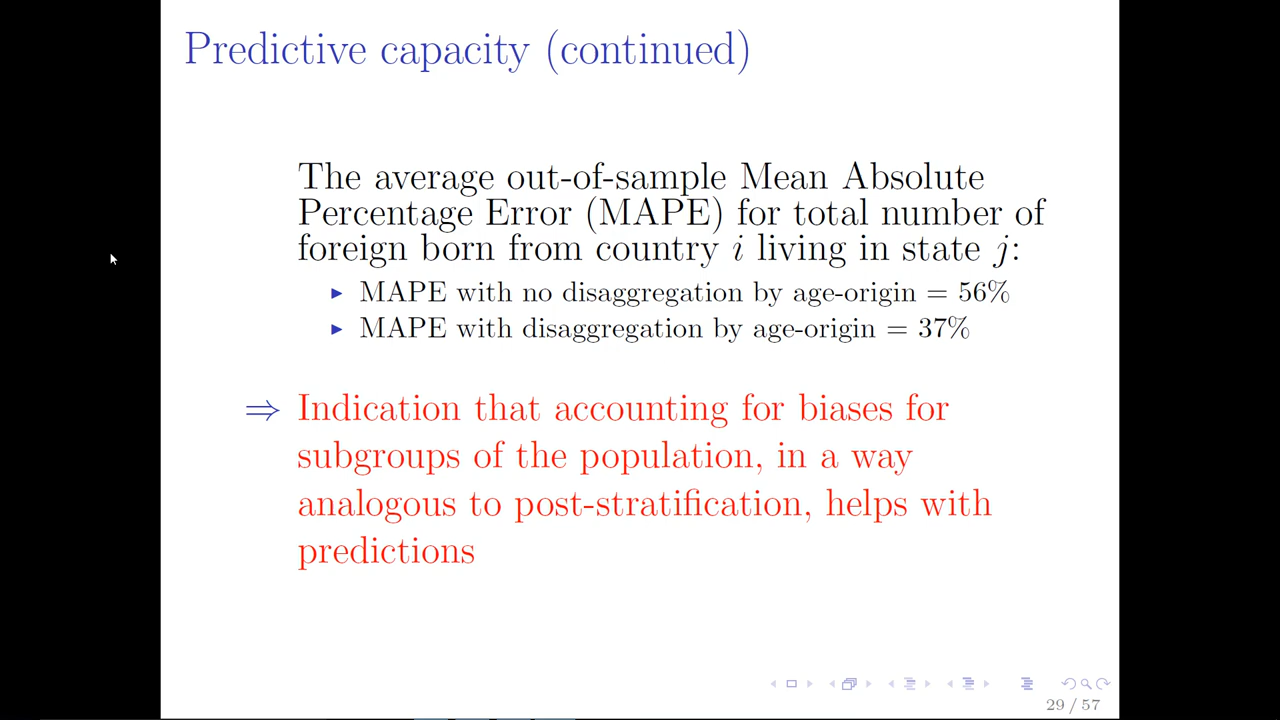 Predictive capacity (continued)
The average out-of-sample Mean Absolute
Percentage Error (MAPE) for total number of
foreign born from country i living in state j:
▶ MAPE with no disaggregation by age-origin = 56%
▶ MAPE with disaggregation by age-origin = 37%
⇒ Indication that accounting for biases for
subgroups of the population, in a way
analogous to post-stratification, helps with
predictions
29 / 57